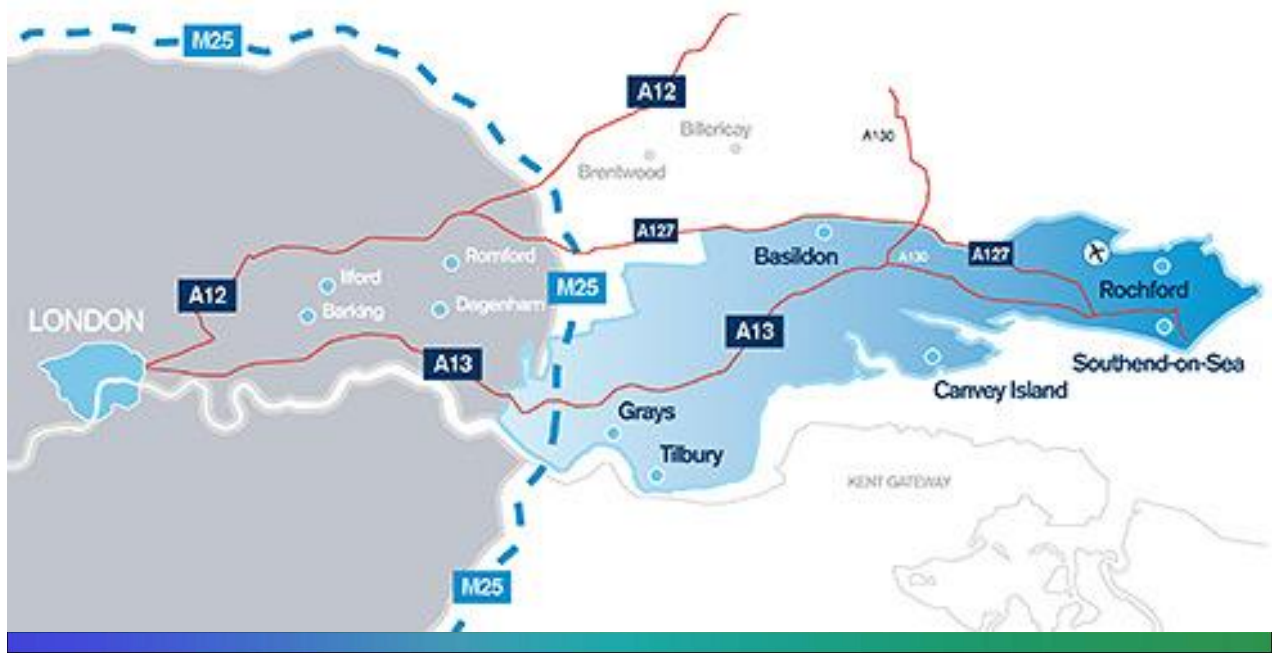 M25
A12
Billericay
A130
Brentwood
A127
Basildon
A130
A127
Romford
Ilford
M25
Rochford
A12
Barking
Dagenham
LONDON
A13
A13
Southend-on-Sea
Canvey Island
Grays
Tilbury
KENT GATEWAY
M25